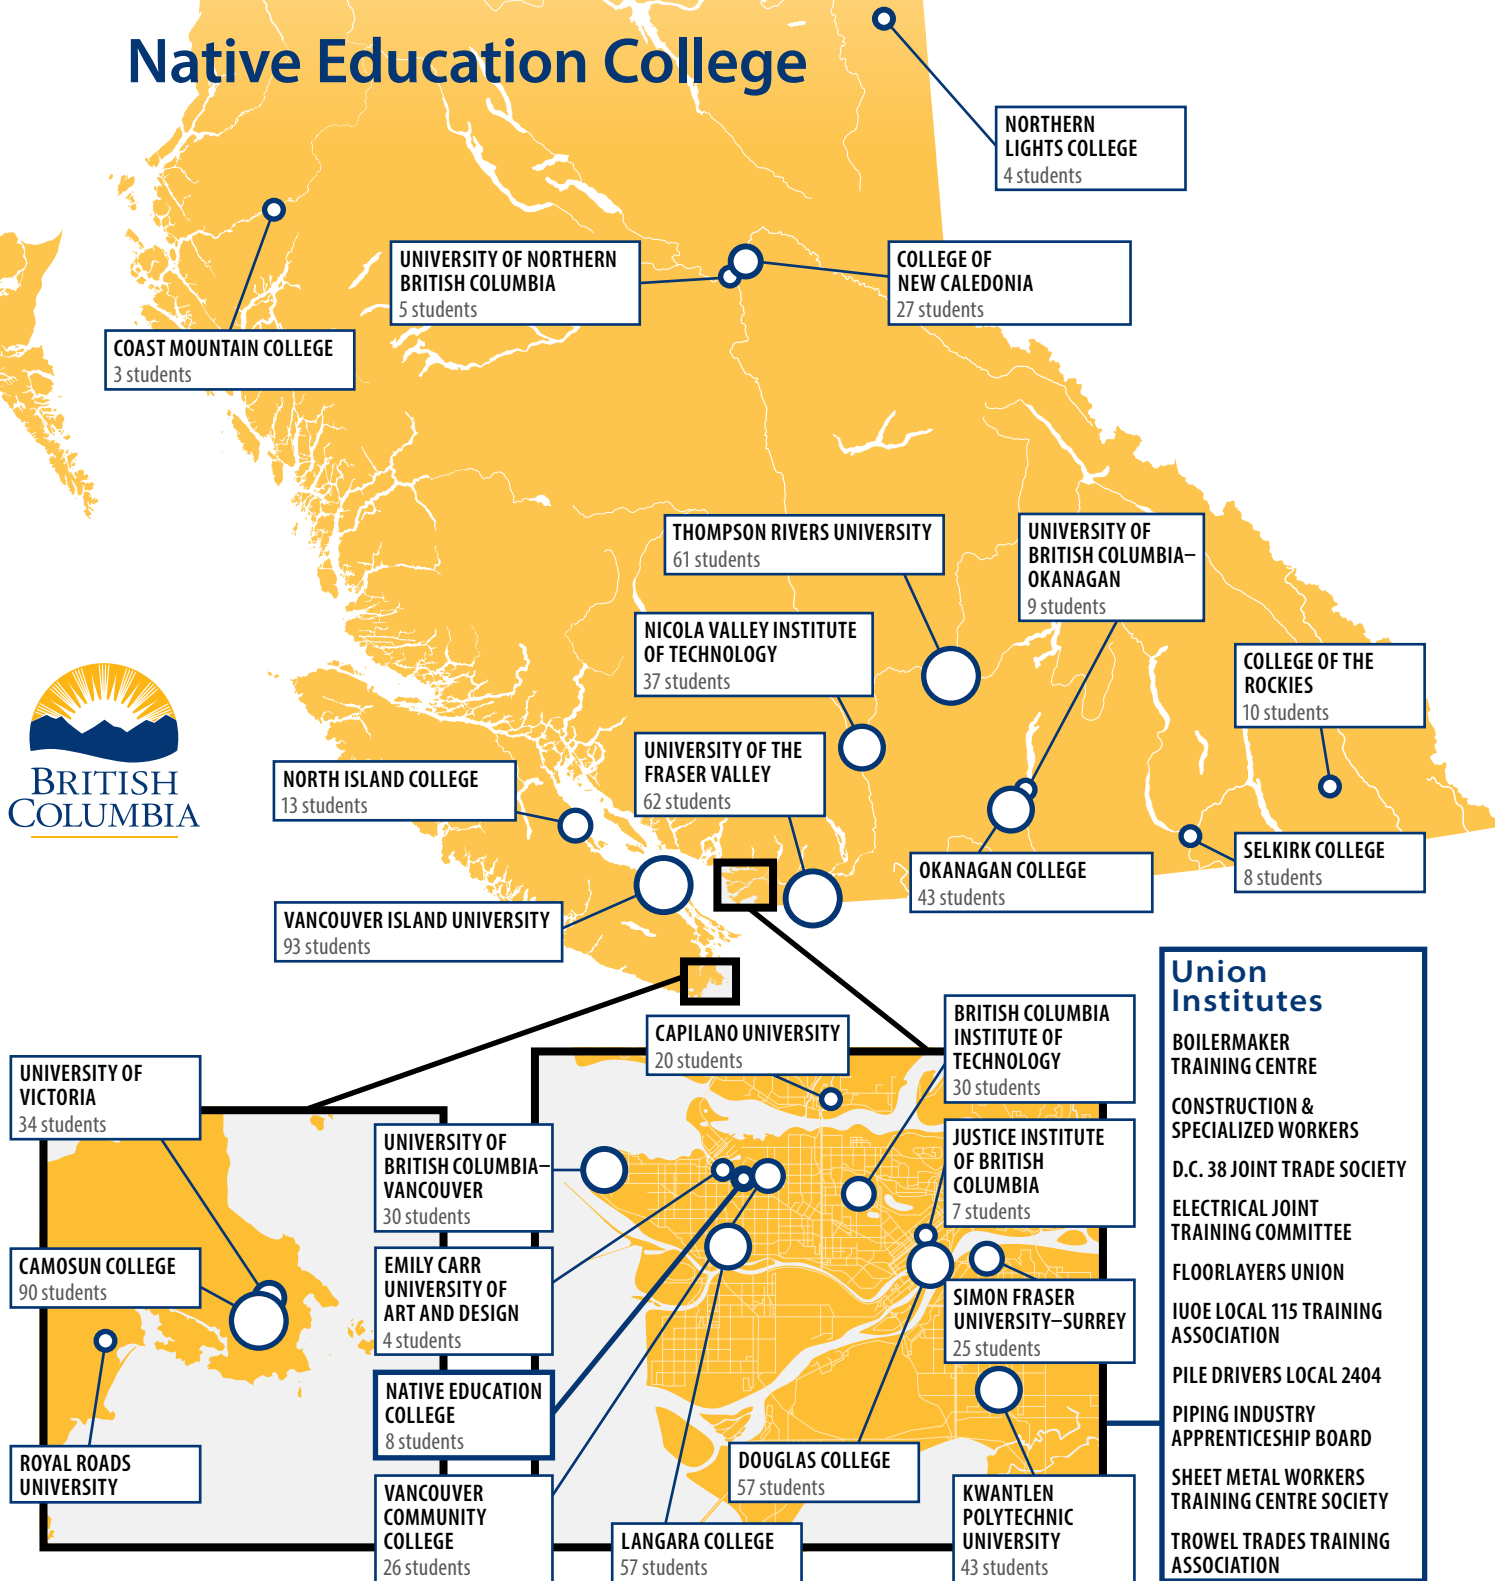 Native Education College
NORTHERN
LIGHTS COLLEGE
4 students
UNIVERSITY OF NORTHERN
BRITISH COLUMBIA
5 students
COLLEGE OF
NEW CALEDONIA
27 students
COAST MOUNTAIN COLLEGE
3 students
THOMPSON RIVERS UNIVERSITY
61 students
UNIVERSITY OF
BRITISH COLUMBIA–
OKANAGAN
9 students
NICOLA VALLEY INSTITUTE
OF TECHNOLOGY
37 students
COLLEGE OF THE
ROCKIES
10 students
BRITISH
COLUMBIA
NORTH ISLAND COLLEGE
13 students
UNIVERSITY OF THE
FRASER VALLEY
62 students
OKANAGAN COLLEGE
43 students
SELKIRK COLLEGE
8 students
VANCOUVER ISLAND UNIVERSITY
93 students
CAPILANO UNIVERSITY
20 students
BRITISH COLUMBIA
INSTITUTE OF
TECHNOLOGY
30 students
UNIVERSITY OF
VICTORIA
34 students
UNIVERSITY OF
BRITISH COLUMBIA–
VANCOUVER
30 students
JUSTICE INSTITUTE
OF BRITISH
COLUMBIA
7 students
CAMOSUN COLLEGE
90 students
EMILY CARR
UNIVERSITY OF
ART AND DESIGN
4 students
SIMON FRASER
UNIVERSITY–SURREY
25 students
NATIVE EDUCATION
COLLEGE
8 students
ROYAL ROADS
UNIVERSITY
DOUGLAS COLLEGE
57 students
VANCOUVER
COMMUNITY
COLLEGE
26 students
LANGARA COLLEGE
57 students
KWANTLEN
POLYTECHNIC
UNIVERSITY
43 students
Union
Institutes
BOILERMAKER
TRAINING CENTRE
CONSTRUCTION &
SPECIALIZED WORKERS
D.C. 38 JOINT TRADE SOCIETY
ELECTRICAL JOINT
TRAINING COMMITTEE
FLOORLAYERS UNION
IUOE LOCAL 115 TRAINING
ASSOCIATION
PILE DRIVERS LOCAL 2404
PIPING INDUSTRY
APPRENTICESHIP BOARD
SHEET METAL WORKERS
TRAINING CENTRE SOCIETY
TROWEL TRADES TRAINING
ASSOCIATION